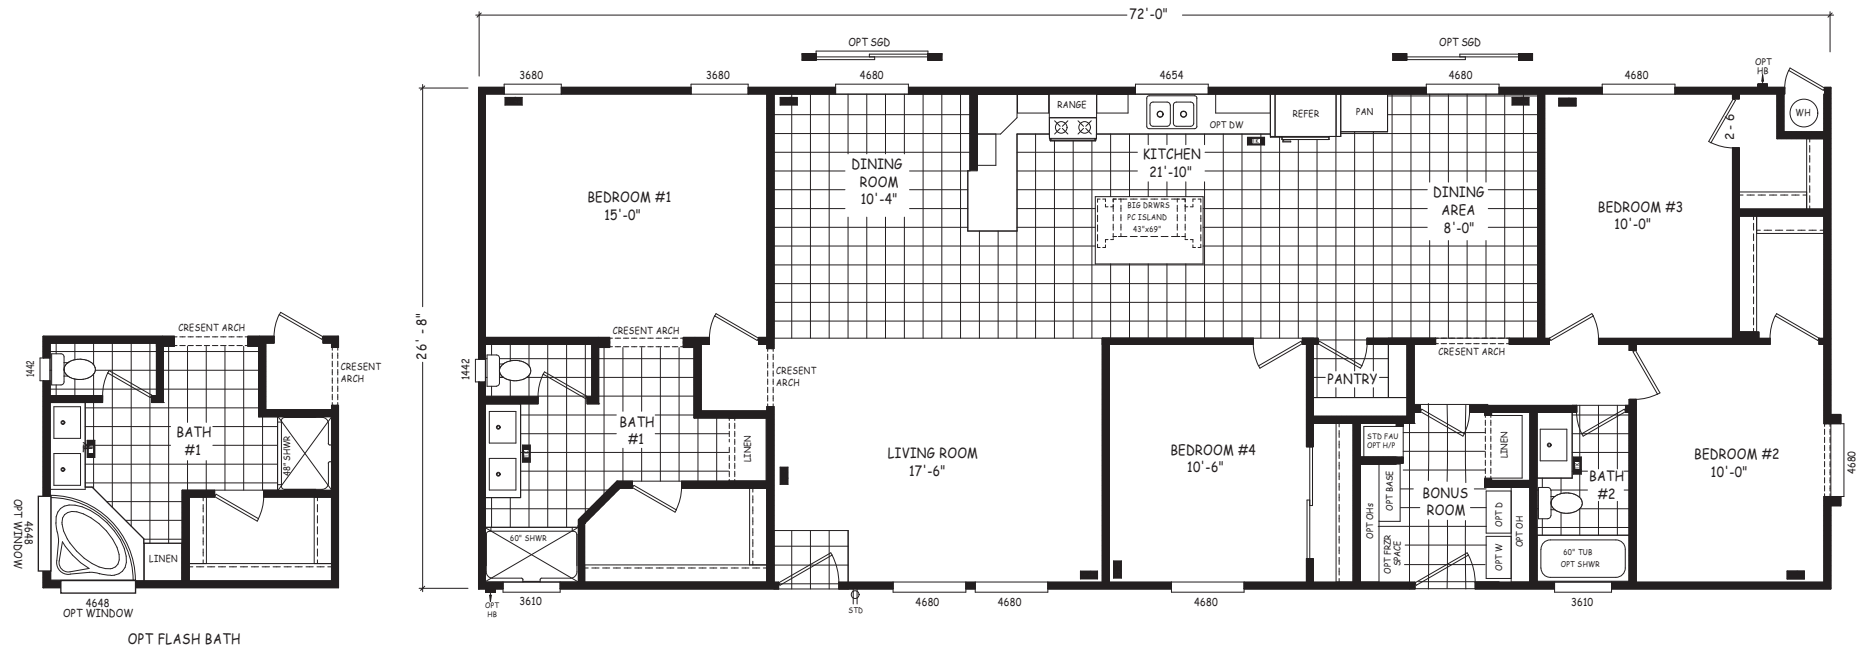 72'-0"
OPT SGD
OPT SGD
3680
3680
4680
4654
4680
4680
OPT
HB
RANGE
OPT DW
REFER
PAN
WH
2-6
DINING
ROOM
10'-4"
KITCHEN
21'-10"
BIG DRWRS
PC ISLAND
43"x69"
DINING
AREA
8'-0"
BEDROOM #1
15'-0"
BEDROOM #3
10'-0"
26'-8"
CRESENT ARCH
CRESENT ARCH
CRESENT
ARCH
1442
BATH
#1
LINEN
60" SHWR
LIVING ROOM
17'-6"
BEDROOM #4
10'-6"
PANTRY
STD FAU
OPT H/P
OPT BASE
OPT OHs
OPT FRZR
SPACE
BONUS
ROOM
LINEN
OPT D
OPT W
OPT OH
BATH
#2
60" TUB
OPT SHWR
BEDROOM #2
10'-0"
4680
OPT
HB
3610
STD
4680
4680
4680
3610
CRESENT ARCH
CRESENT
ARCH
1442
BATH
#1
48" SHWR
4648
OPT WINDOW
LINEN
4648
OPT WINDOW
OPT FLASH BATH